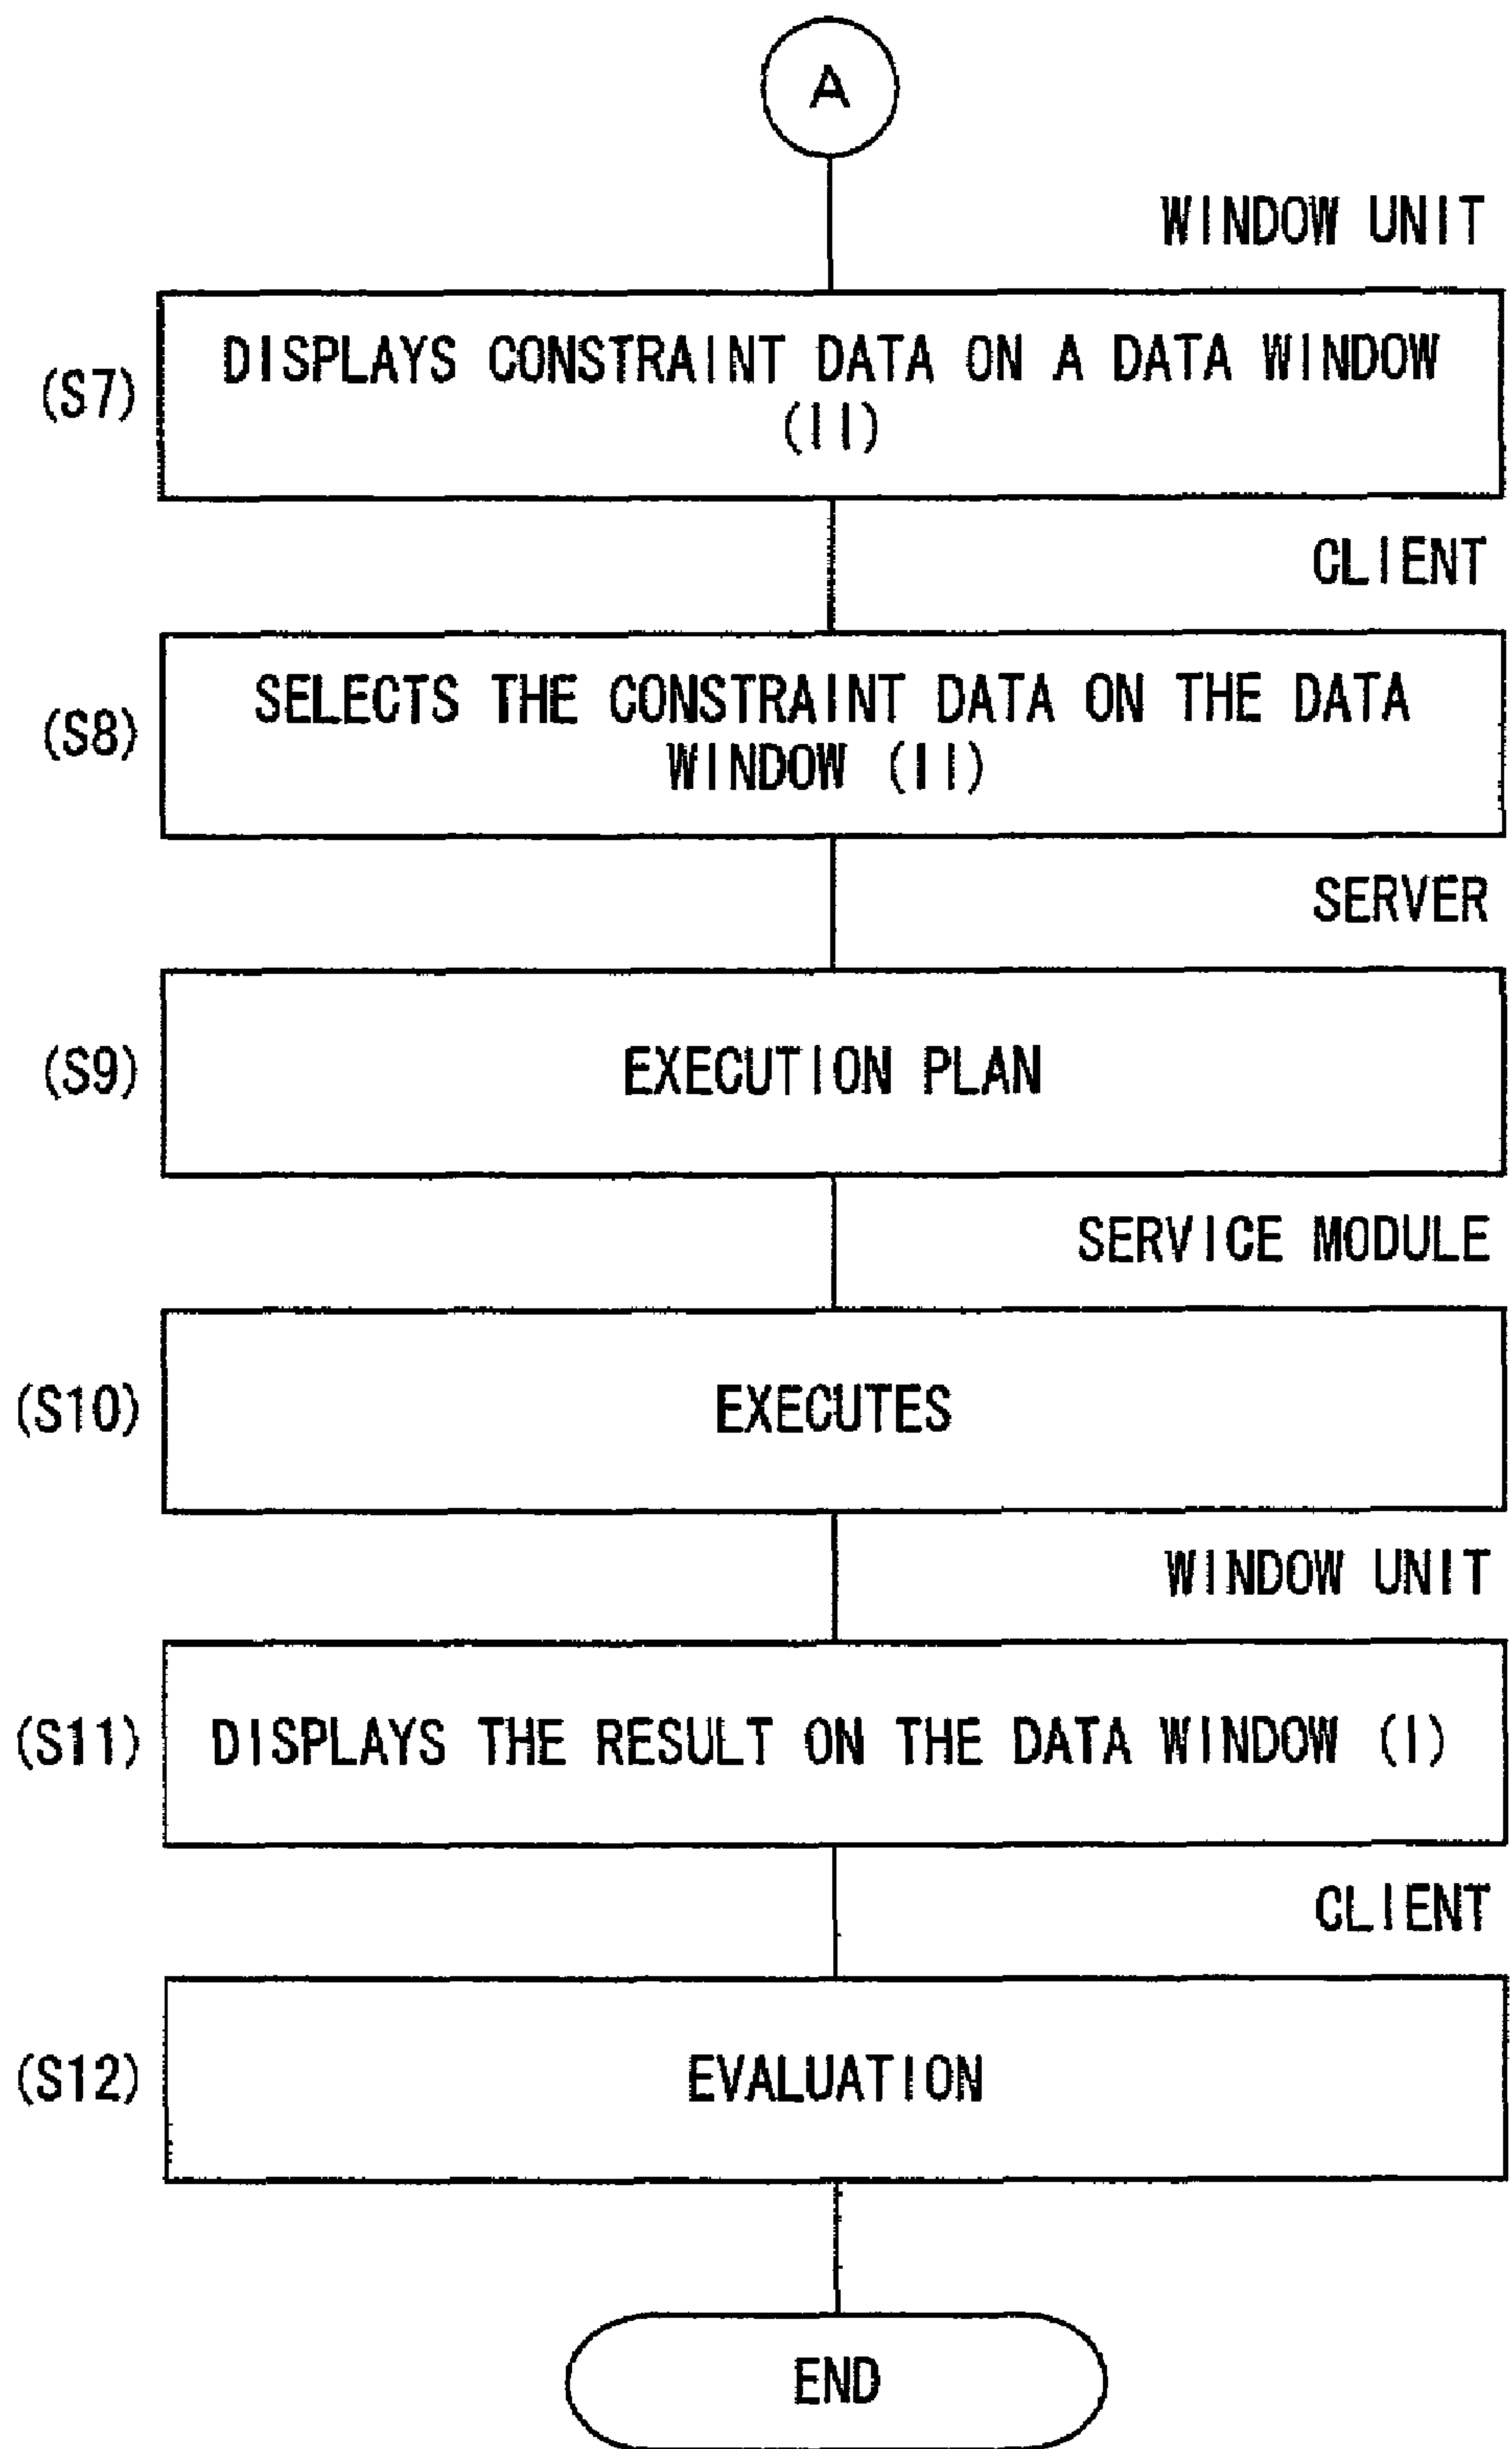 A
WINDOW UNIT
(S7)
DISPLAYS CONSTRAINT DATA ON A DATA WINDOW
(II)
CLIENT
(S8)
SELECTS THE CONSTRAINT DATA ON THE DATA
WINDOW (II)
SERVER
(S9)
EXECUTION PLAN
SERVICE MODULE
(S10)
EXECUTES
WINDOW UNIT
(S11)
DISPLAYS THE RESULT ON THE DATA WINDOW (I)
CLIENT
(S12)
EVALUATION
END